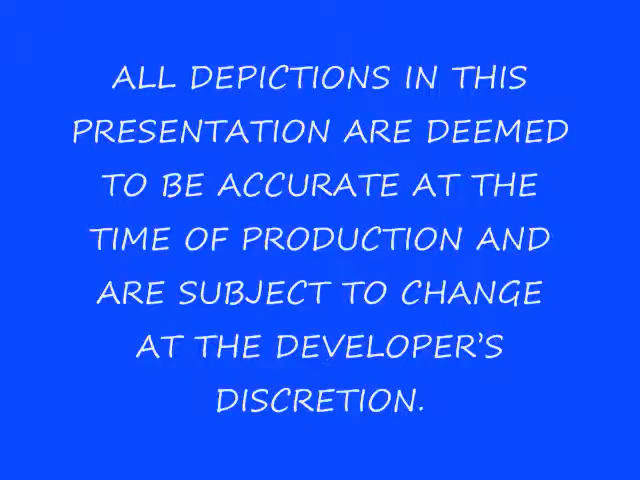 ALL DEPICTIONS IN THIS
PRESENTATION ARE DEEMED
TO BE ACCURATE AT THE
TIME OF PRODUCTION AND
ARE SUBJECT TO CHANGE
AT THE DEVELOPER’S
DISCRETION.